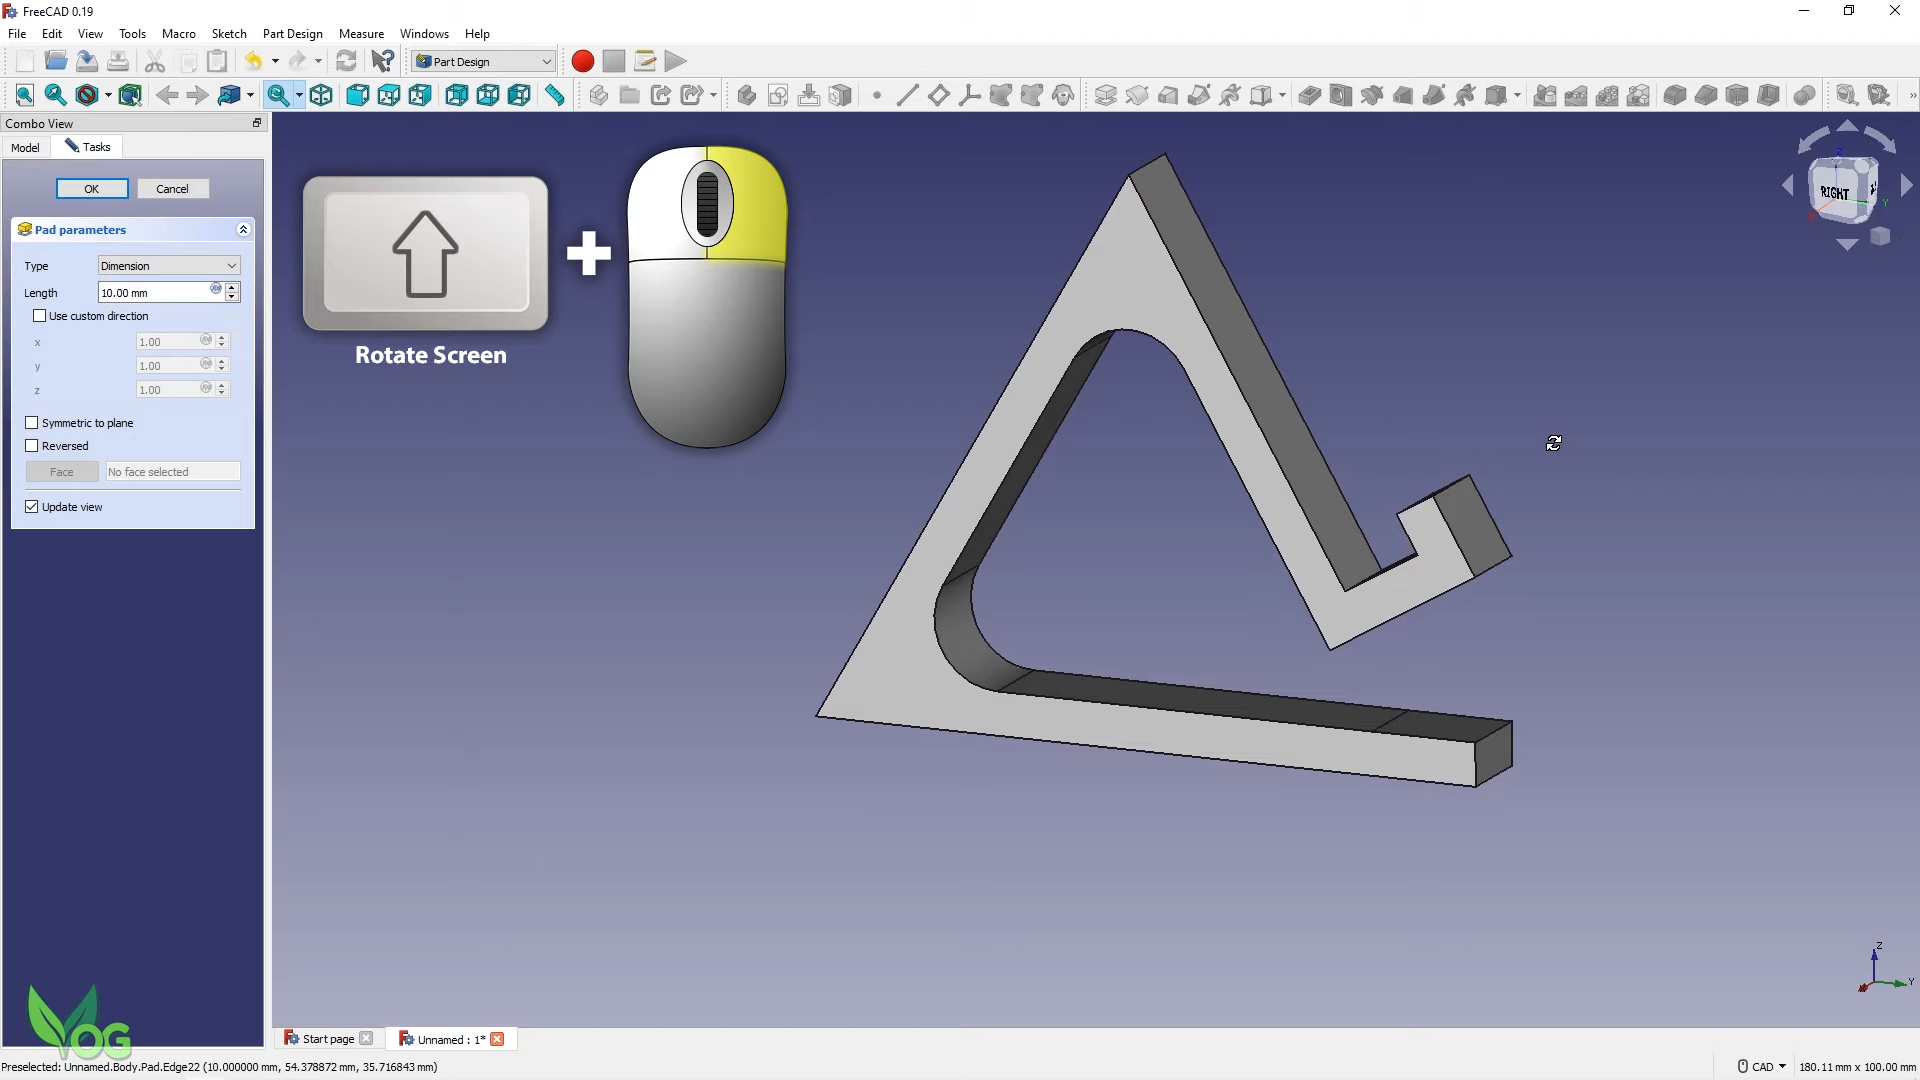 FreeCAD 0.19
File Edit View Tools Macro Sketch Part Design Measure Windows Help
Part Design
Combo View
Model Tasks
OK Cancel
Pad parameters
Type Dimension
Length 10.00 mm
Use custom direction
x 1.00
y 1.00
z 1.00
Symmetric to plane
Reversed
Face No face selected
Update view
Rotate Screen
RIGHT
Z
Y
X
Z
Y
OG
Start page Unnamed : 1*
Preselected: Unnamed.Body.Pad.Edge22 (10.000000 mm, 54.378872 mm, 35.716843 mm)
CAD 180.11 mm x 100.00 mm